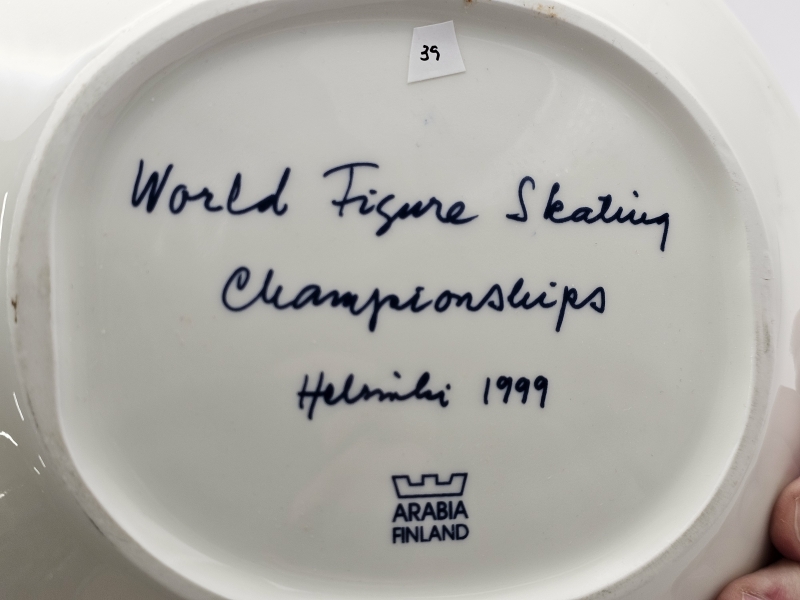 39
World Figure Skating
Championships
Helsinki 1999
ARABIA
FINLAND